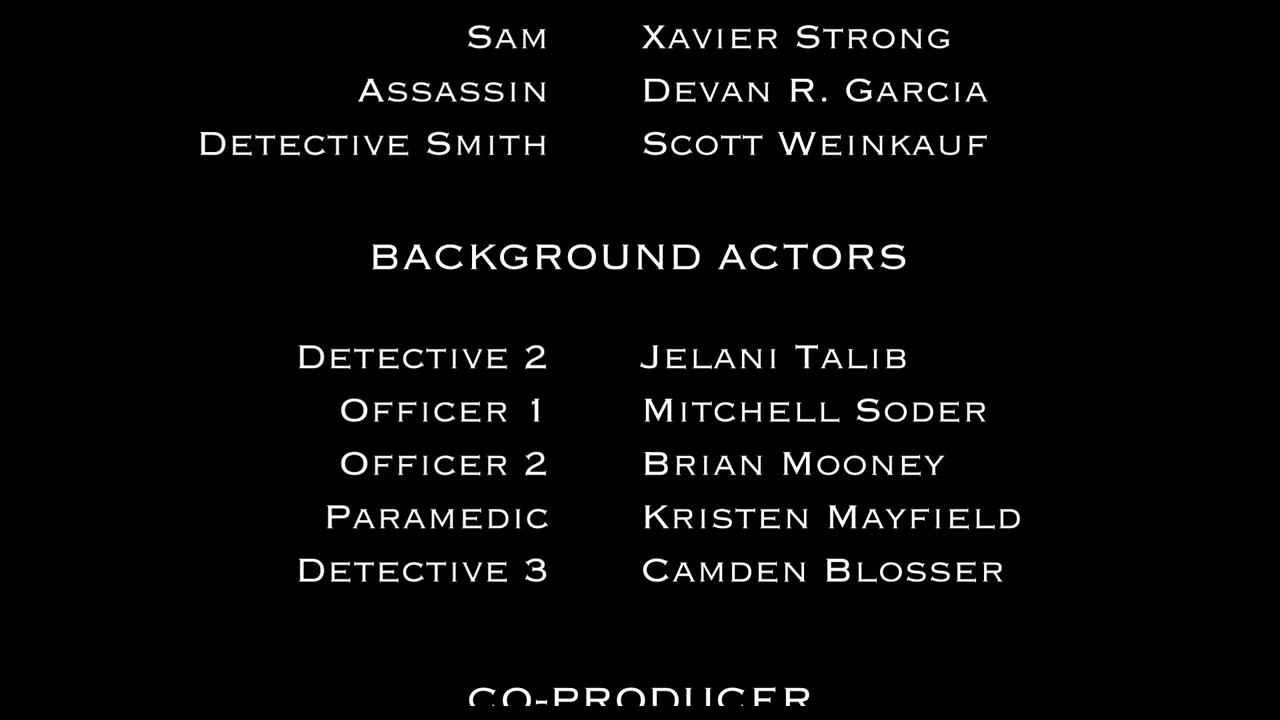 Sam Xavier Strong
Assassin Devan R. Garcia
Detective Smith Scott Weinkauf
BACKGROUND ACTORS
Detective 2 Jelani Talib
Officer 1 Mitchell Soder
Officer 2 Brian Mooney
Paramedic Kristen Mayfield
Detective 3 Camden Blosser
CO-PRODUCER